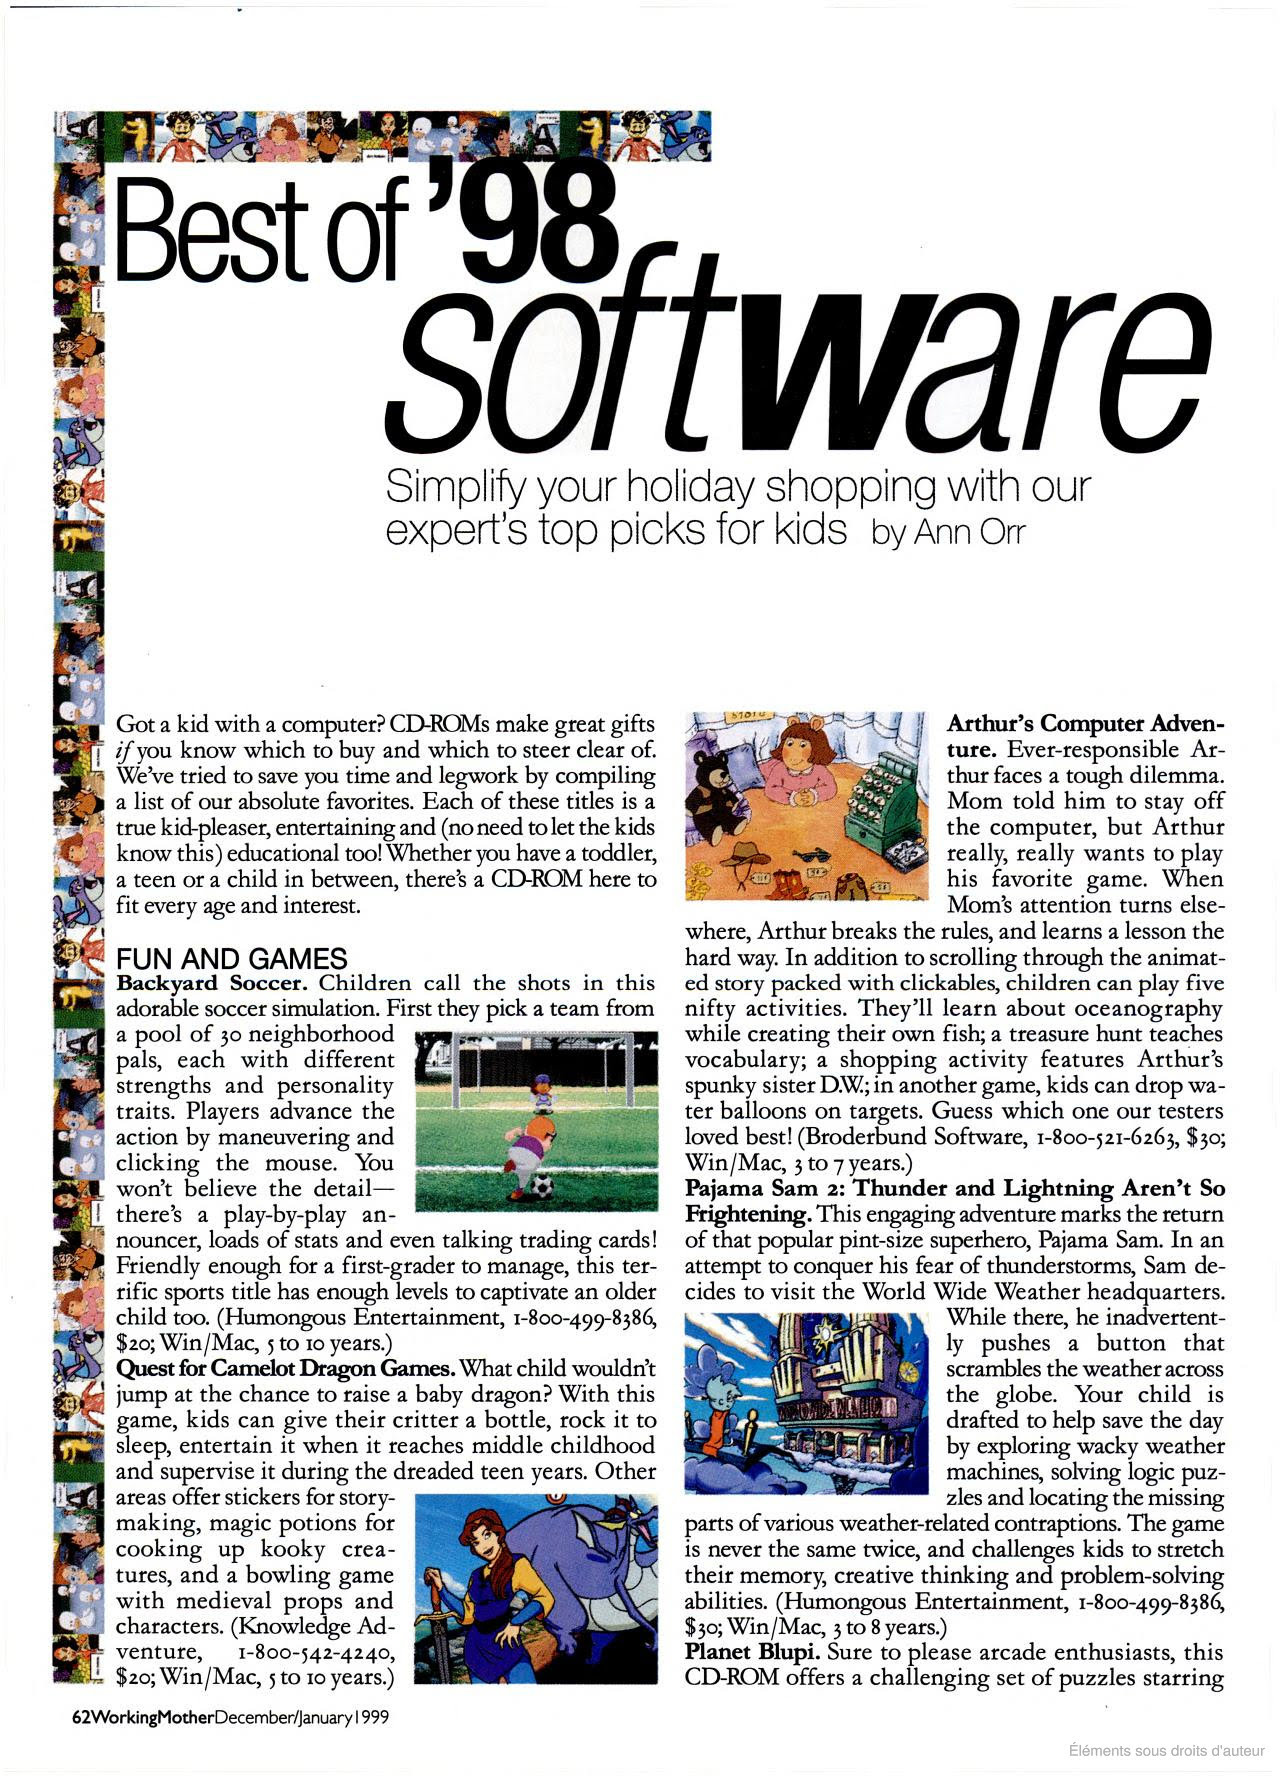 Best of '98
software
Simplify your holiday shopping with our
expert's top picks for kids by Ann Orr
Got a kid with a computer? CD-ROMs make great gifts
if you know which to buy and which to steer clear of.
We've tried to save you time and legwork by compiling
a list of our absolute favorites. Each of these titles is a
true kid-pleaser, entertaining and (no need to let the kids
know this) educational too! Whether you have a toddler,
a teen or a child in between, there's a CD-ROM here to
fit every age and interest.
FUN AND GAMES
Backyard Soccer. Children call the shots in this
adorable soccer simulation. First they pick a team from
a pool of 30 neighborhood
pals, each with different
strengths and personality
traits. Players advance the
action by maneuvering and
clicking the mouse. You
won't believe the detail—
there's a play-by-play an-
nouncer, loads of stats and even talking trading cards!
Friendly enough for a first-grader to manage, this ter-
rific sports title has enough levels to captivate an older
child too. (Humongous Entertainment, 1-800-499-8386,
$20; Win/Mac, 5 to 10 years.)
Quest for Camelot Dragon Games. What child wouldn't
jump at the chance to raise a baby dragon? With this
game, kids can give their critter a bottle, rock it to
sleep, entertain it when it reaches middle childhood
and supervise it during the dreaded teen years. Other
areas offer stickers for story-
making, magic potions for
cooking up kooky crea-
tures, and a bowling game
with medieval props and
characters. (Knowledge Ad-
venture, 1-800-542-4240,
$20; Win/Mac, 5 to 10 years.)
Arthur's Computer Adven-
ture. Ever-responsible Ar-
thur faces a tough dilemma.
Mom told him to stay off
the computer, but Arthur
really, really wants to play
his favorite game. When
Mom's attention turns else-
where, Arthur breaks the rules, and learns a lesson the
hard way. In addition to scrolling through the animat-
ed story packed with clickables, children can play five
nifty activities. They'll learn about oceanography
while creating their own fish; a treasure hunt teaches
vocabulary; a shopping activity features Arthur's
spunky sister D.W.; in another game, kids can drop wa-
ter balloons on targets. Guess which one our testers
loved best! (Broderbund Software, 1-800-521-6263, $30;
Win/Mac, 3 to 7 years.)
Pajama Sam 2: Thunder and Lightning Aren't So
Frightening. This engaging adventure marks the return
of that popular pint-size superhero, Pajama Sam. In an
attempt to conquer his fear of thunderstorms, Sam de-
cides to visit the World Wide Weather headquarters.
While there, he inadvertent-
ly pushes a button that
scrambles the weather across
the globe. Your child is
drafted to help save the day
by exploring wacky weather
machines, solving logic puz-
zles and locating the missing
parts of various weather-related contraptions. The game
is never the same twice, and challenges kids to stretch
their memory, creative thinking and problem-solving
abilities. (Humongous Entertainment, 1-800-499-8386,
$30; Win/Mac, 3 to 8 years.)
Planet Blupi. Sure to please arcade enthusiasts, this
CD-ROM offers a challenging set of puzzles starring
62WorkingMotherDecember/January1999
Éléments sous droits d'auteur